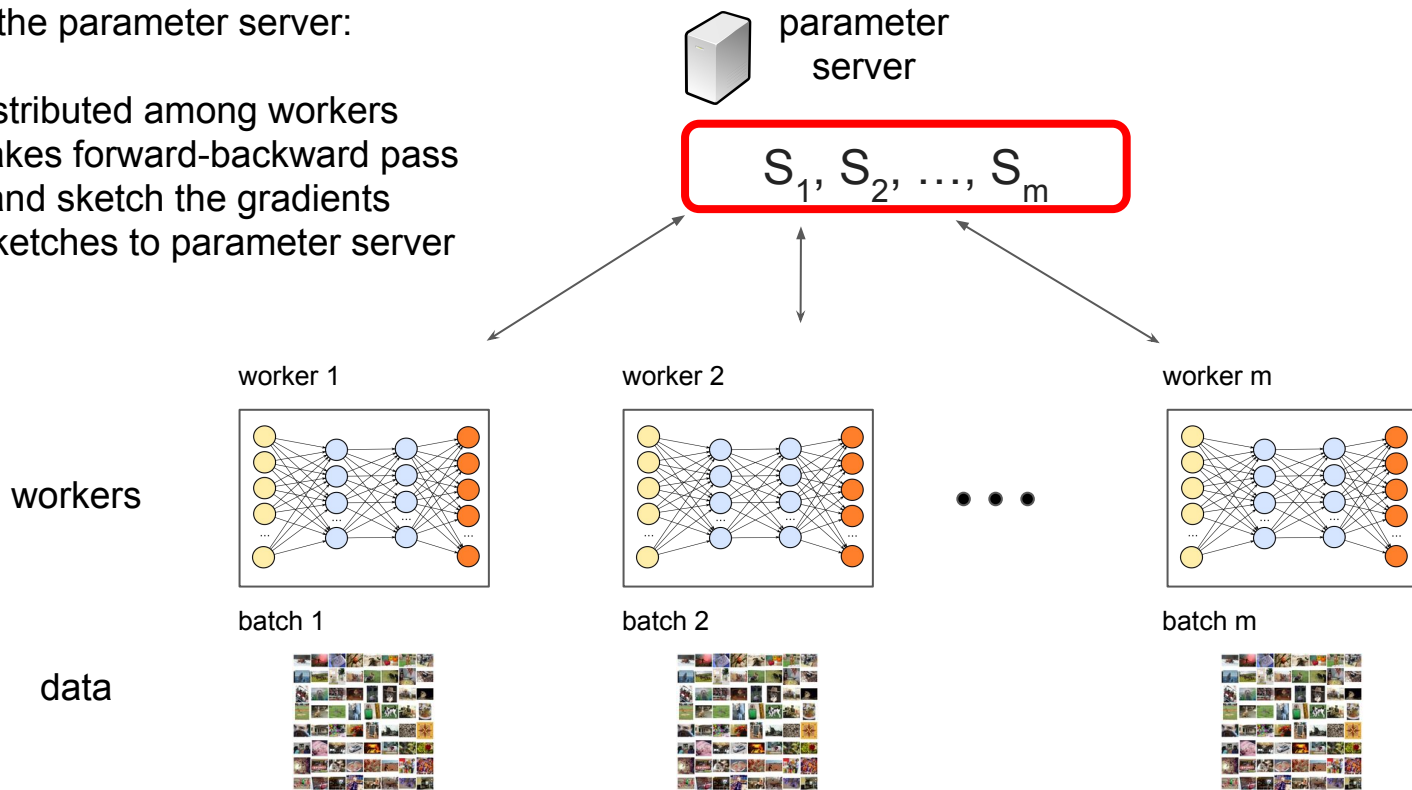 the parameter server:
stributed among workers
akes forward-backward pass
and sketch the gradients
ketches to parameter server
parameter
server
S1, S2, …, Sm
worker 1
worker 2
worker m
workers
...
...
...
...
...
...
...
...
...
...
...
...
batch 1
batch 2
batch m
data